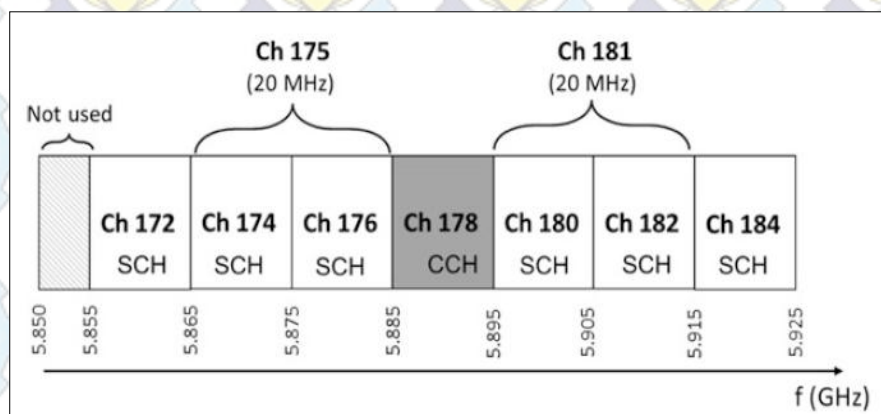 Ch 175
(20 MHz)
Ch 181
(20 MHz)
Not used
Ch 172
SCH
Ch 174
SCH
Ch 176
SCH
Ch 178
CCH
Ch 180
SCH
Ch 182
SCH
Ch 184
SCH
5.850
5.855
5.865
5.875
5.885
5.895
5.905
5.915
5.925
f (GHz)